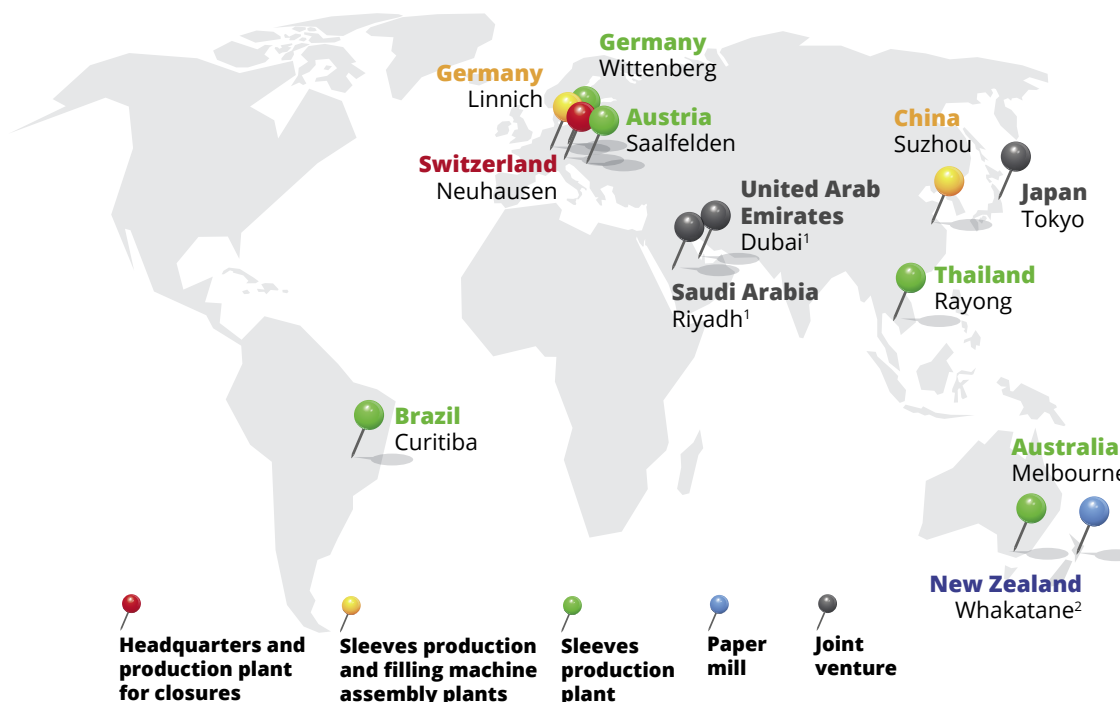 Germany
Wittenberg
Germany
Linnich
Austria
Saalfelden
Switzerland
Neuhausen
China
Suzhou
Japan
Tokyo
United Arab
Emirates
Dubai¹
Saudi Arabia
Riyadh¹
Thailand
Rayong
Brazil
Curitiba
Australia
Melbourne
New Zealand
Whakatane²
Headquarters and
production plant
for closures
Sleeves production
and filling machine
assembly plants
Sleeves
production
plant
Paper
mill
Joint
venture